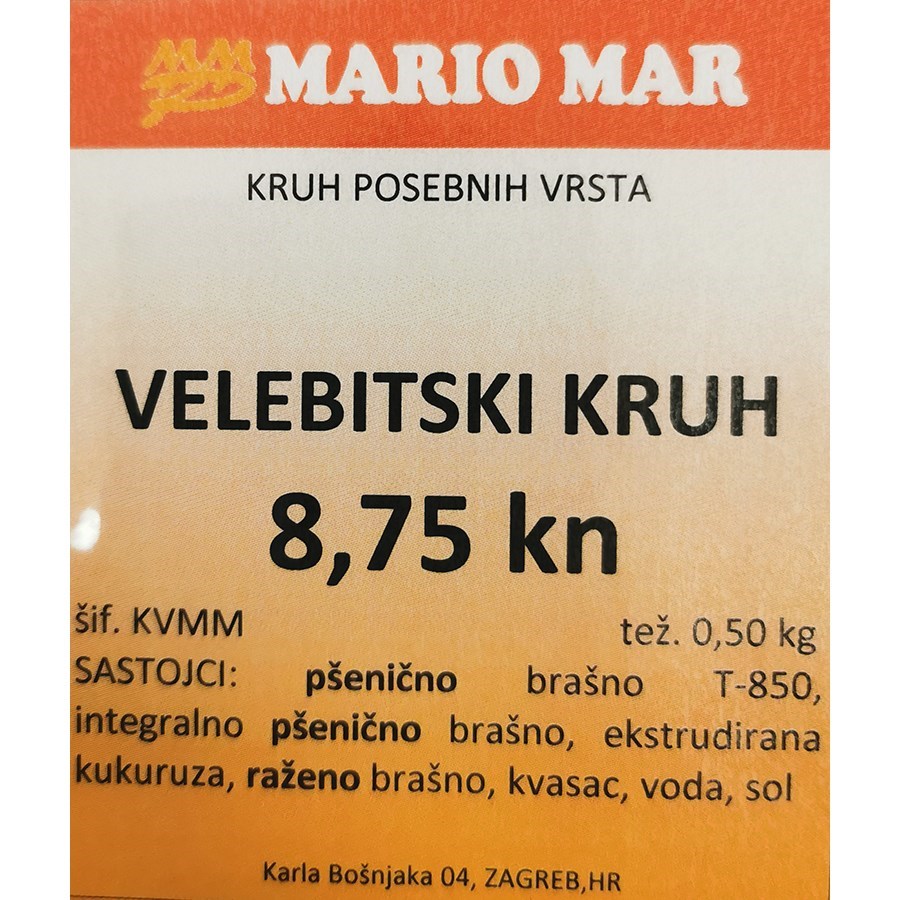 MM MARIO MAR
KRUH POSEBNIH VRSTA
VELEBITSKI KRUH
8,75 kn
šif. KVMM tež. 0,50 kg
SASTOJCI: pšenično brašno T-850,
integralno pšenično brašno, ekstrudirana
kukuruza, raženo brašno, kvasac, voda, sol
Karla Bošnjaka 04, ZAGREB,HR